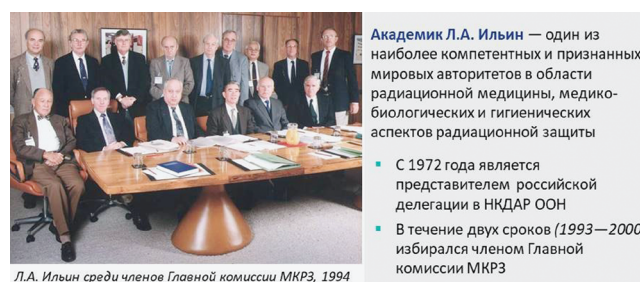 Академик Л.А. Ильин — один из
наиболее компетентных и признанных
мировых авторитетов в области
радиационной медицины, медико-
биологических и гигиенических
аспектов радиационной защиты
С 1972 года является
представителем российской
делегации в НКДАР ООН
В течение двух сроков (1993—2000
избирался членом Главной
комиссии МКРЗ
Л.А. Ильин среди членов Главной комиссии МКРЗ, 1994